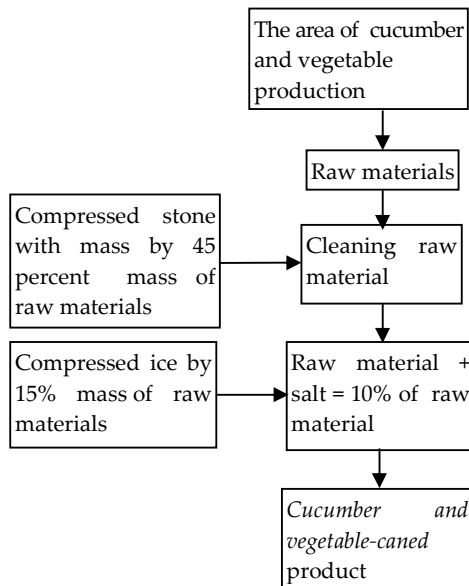 The area of cucumber
and vegetable
production
Raw materials
Compressed stone
with mass by 45
percent mass of
raw materials
Cleaning raw
material
Compressed ice by
15% mass of raw
materials
Raw material +
salt = 10% of raw
material
Cucumber and
vegetable-caned
product